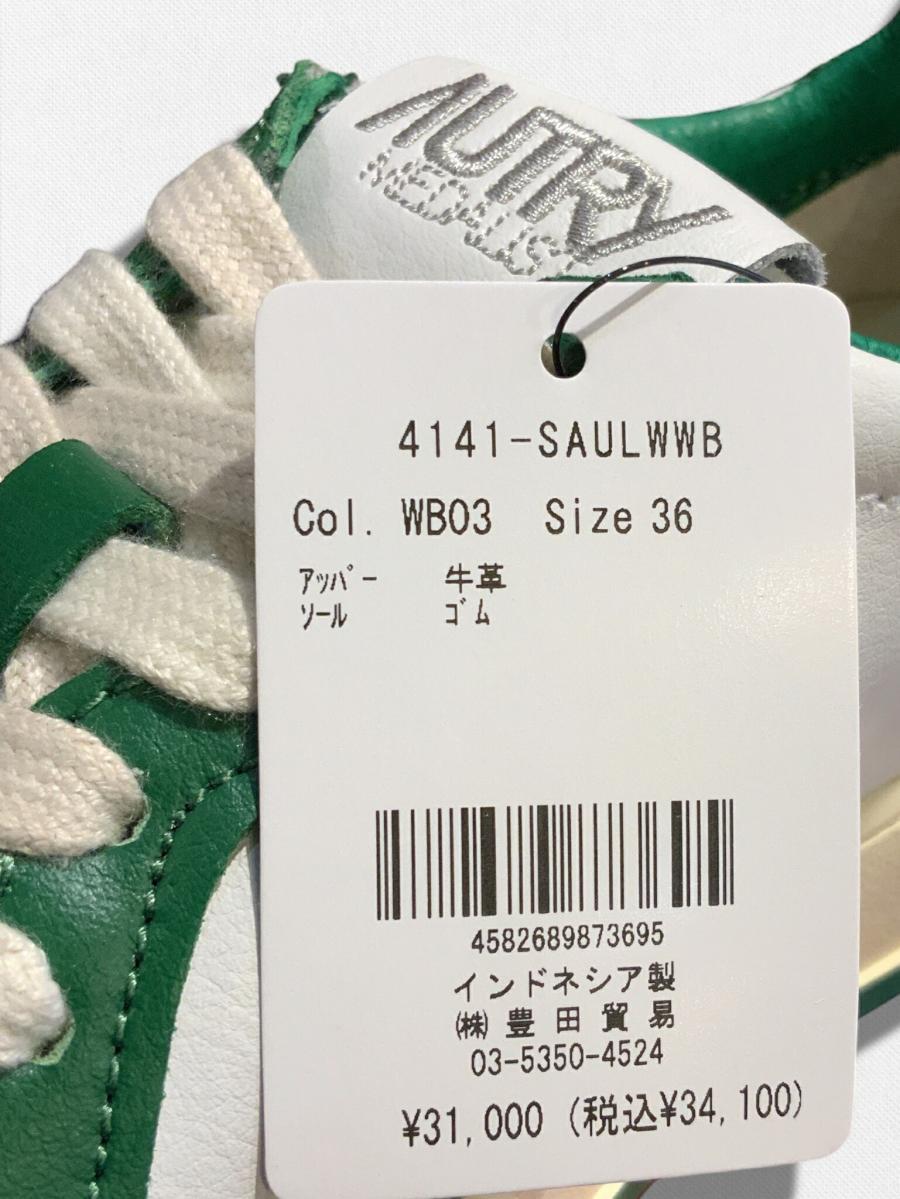 AUTRY
MEDALIST
4141-SAULWWB
Col. WB03 Size 36
ｱｯﾊﾟｰ 牛革
ｿｰﾙ ｺﾞﾑ
4582689873695
インドネシア製
㈱豊田貿易
03-5350-4524
¥31,000 (税込¥34,100)